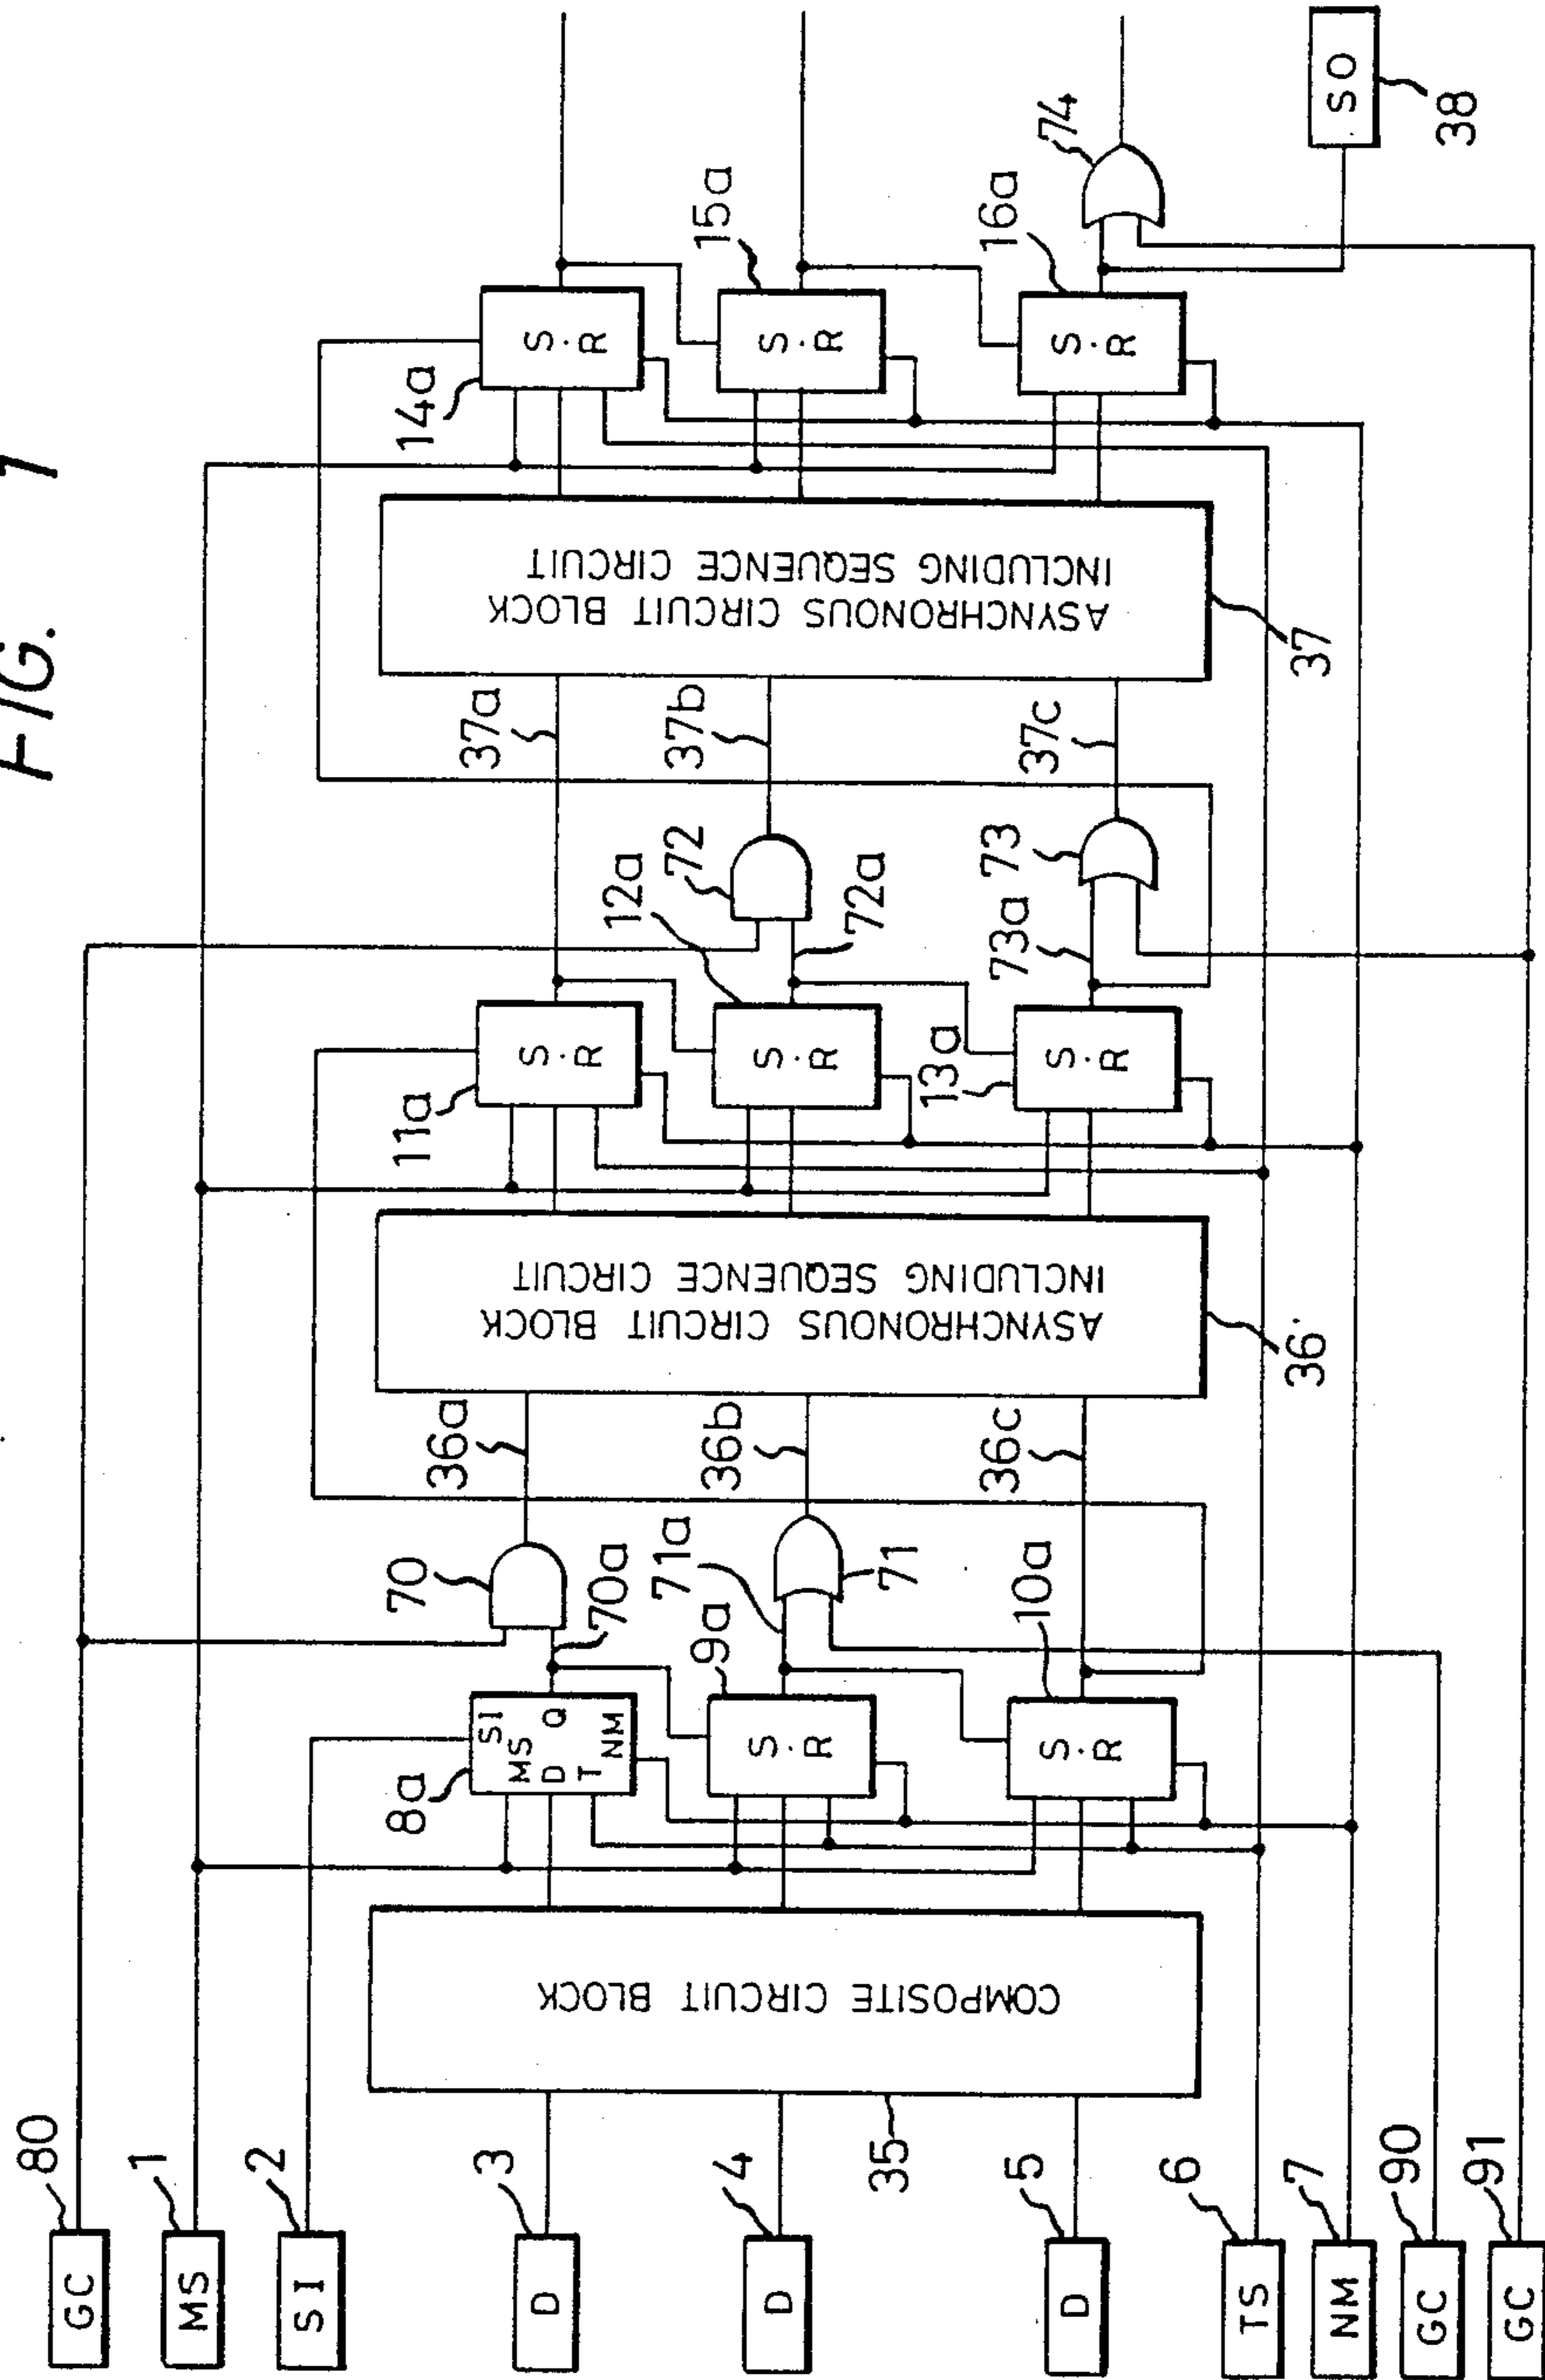 FIG. 1
GC
80
MS
1
SI
2
D
3
D
4
D
5
TS
6
NM
7
GC
90
GC
91
COMPOSITE CIRCUIT BLOCK
35
8a
SI
MS
D
Q
T
NM
9a
S.R
10a
S.R
70
70a
71a
71
36a
36b
36c
ASYNCHRONOUS CIRCUIT BLOCK
INCLUDING SEQUENCE CIRCUIT
36
11a
S.R
12a
S.R
13a
S.R
72
72a
73
73a
37a
37b
37c
ASYNCHRONOUS CIRCUIT BLOCK
INCLUDING SEQUENCE CIRCUIT
37
14a
S.R
15a
S.R
16a
S.R
74
SO
38